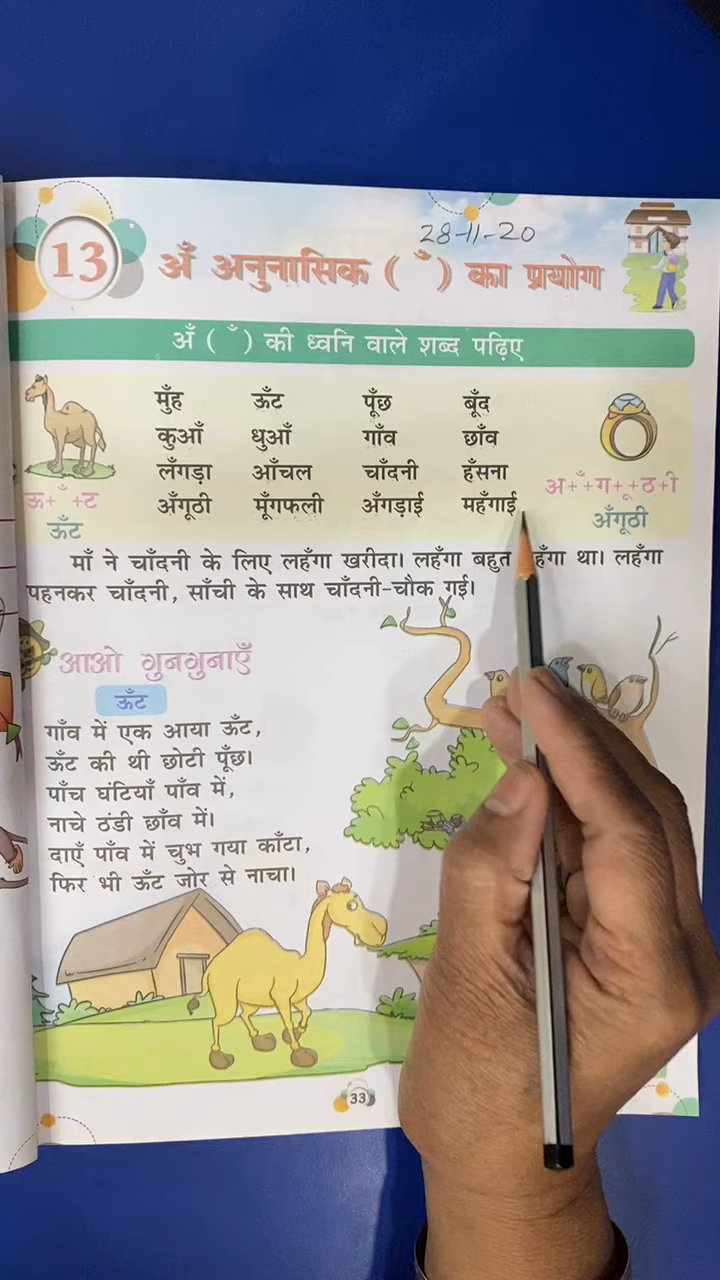 28-11-20
13 अँ अनुनासिक ( ँ ) का प्रयोग
अँ ( ँ ) की ध्वनि वाले शब्द पढ़िए
मुँह ऊँट पूँछ बूँद
कुआँ धुआँ गाँव छाँव
लँगड़ा आँचल चाँदनी हँसना
अँगूठी मूँगफली अँगड़ाई महँगाई
ऊ+ ँ +ट
ऊँट
अ+ ँ+ग+ ू+ठ+ी
अँगूठी
माँ ने चाँदनी के लिए लहँगा खरीदा। लहँगा बहुत हँगा था। लहँगा
पहनकर चाँदनी, साँची के साथ चाँदनी-चौक गई।
आओ गुनगुनाएँ
ऊँट
गाँव में एक आया ऊँट,
ऊँट की थी छोटी पूँछ।
पाँच घंटियाँ पाँव में,
नाचे ठंडी छाँव में।
दाएँ पाँव में चुभ गया काँटा,
फिर भी ऊँट जोर से नाचा।
33